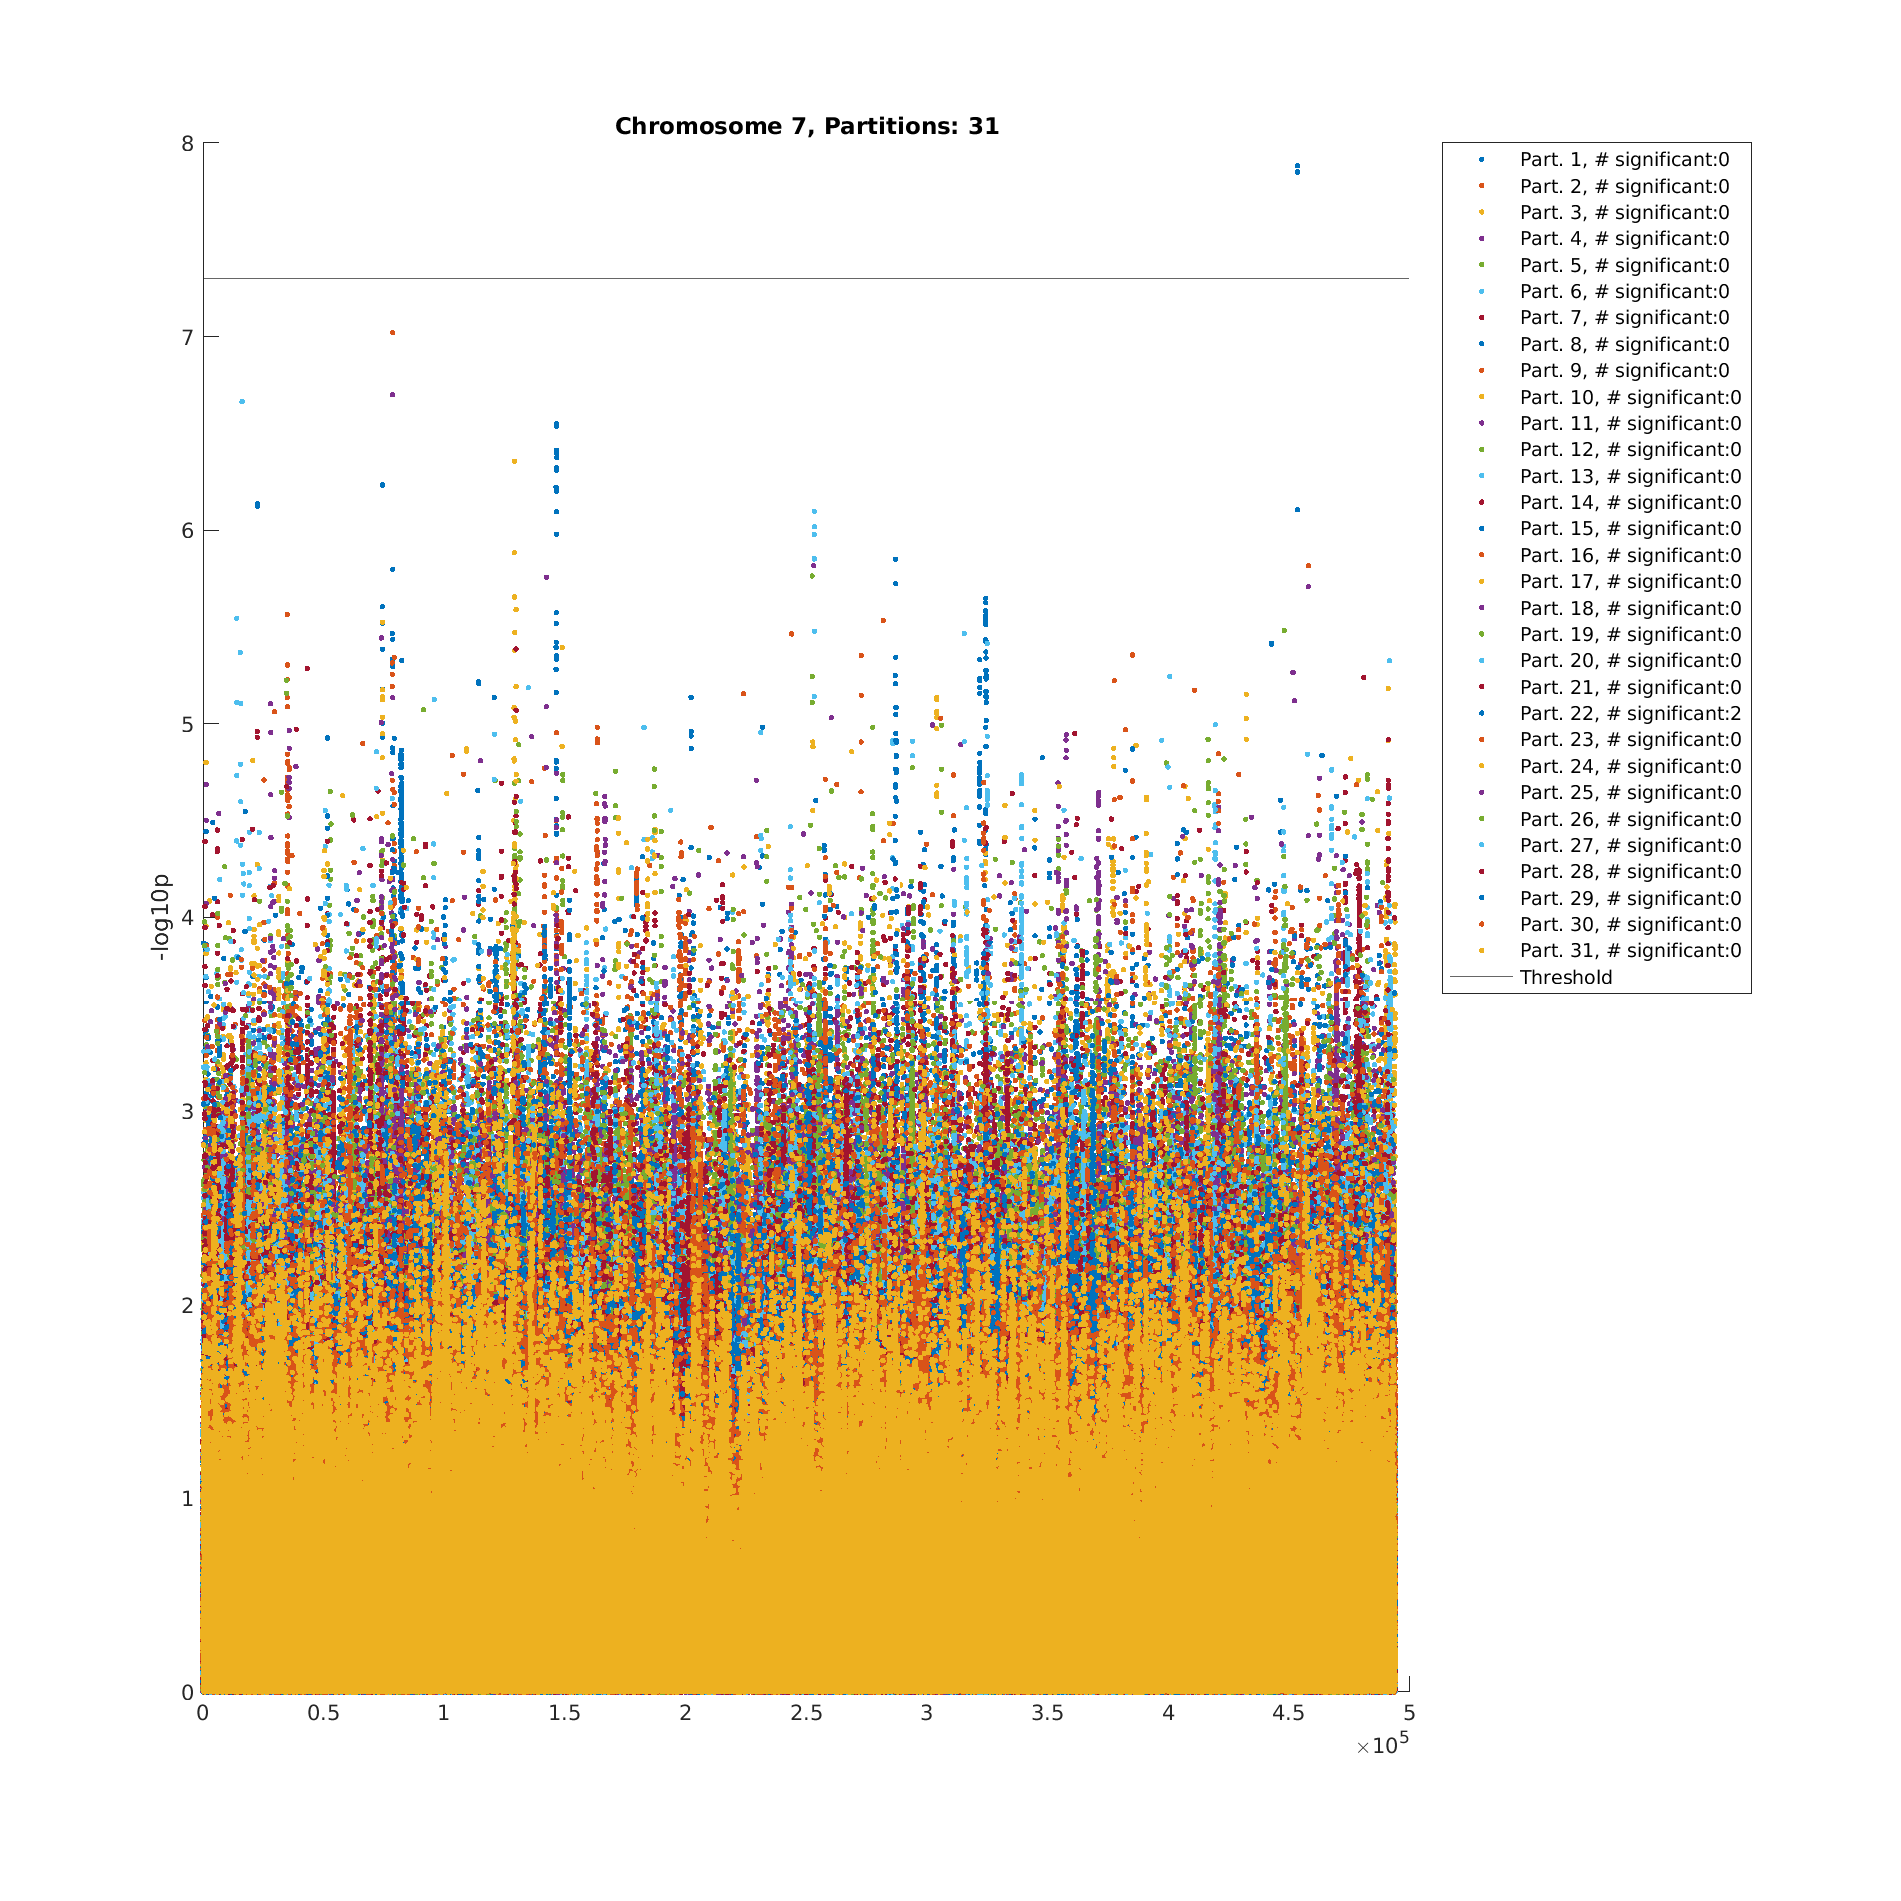 Chromosome 7, Partitions: 31
8
7
6
5
4
3
2
1
0
-log10p
0 0.5 1 1.5 2 2.5 3 3.5 4 4.5 5
×10^5
Part. 1, # significant:0
Part. 2, # significant:0
Part. 3, # significant:0
Part. 4, # significant:0
Part. 5, # significant:0
Part. 6, # significant:0
Part. 7, # significant:0
Part. 8, # significant:0
Part. 9, # significant:0
Part. 10, # significant:0
Part. 11, # significant:0
Part. 12, # significant:0
Part. 13, # significant:0
Part. 14, # significant:0
Part. 15, # significant:0
Part. 16, # significant:0
Part. 17, # significant:0
Part. 18, # significant:0
Part. 19, # significant:0
Part. 20, # significant:0
Part. 21, # significant:0
Part. 22, # significant:2
Part. 23, # significant:0
Part. 24, # significant:0
Part. 25, # significant:0
Part. 26, # significant:0
Part. 27, # significant:0
Part. 28, # significant:0
Part. 29, # significant:0
Part. 30, # significant:0
Part. 31, # significant:0
Threshold